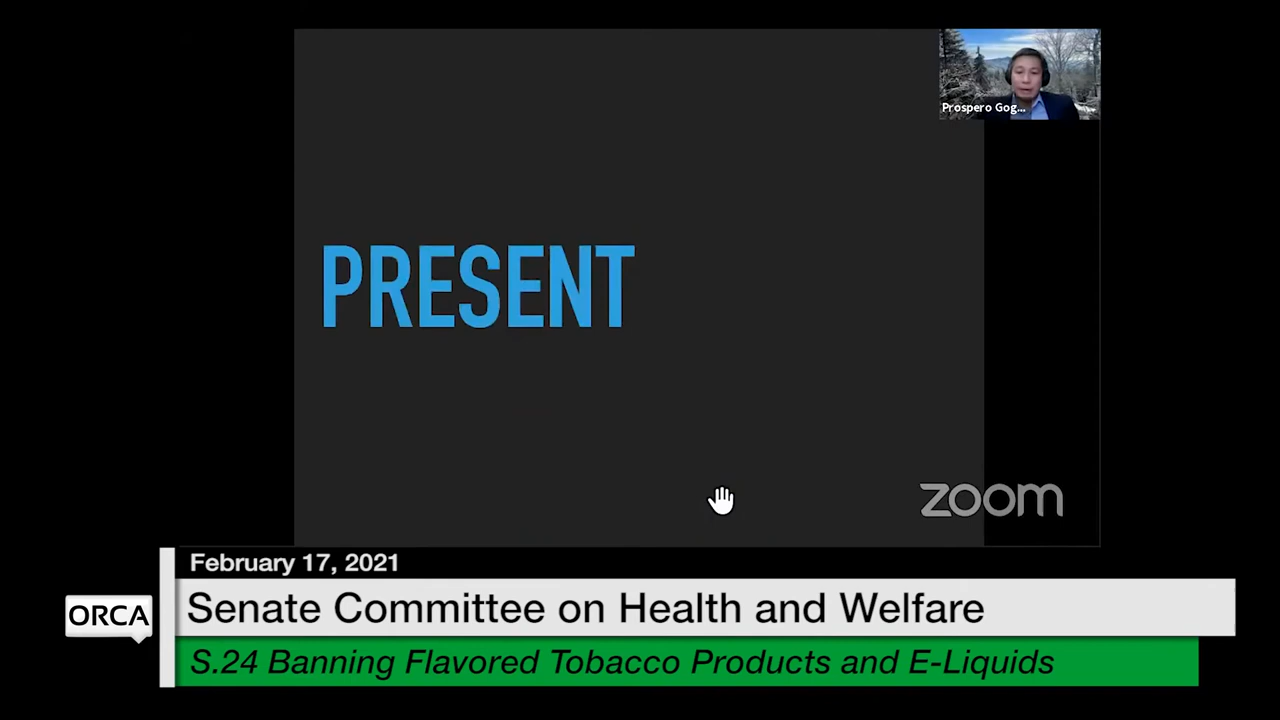 Prospero Gog...
PRESENT
zoom
February 17, 2021
ORCA
Senate Committee on Health and Welfare
S.24 Banning Flavored Tobacco Products and E-Liquids